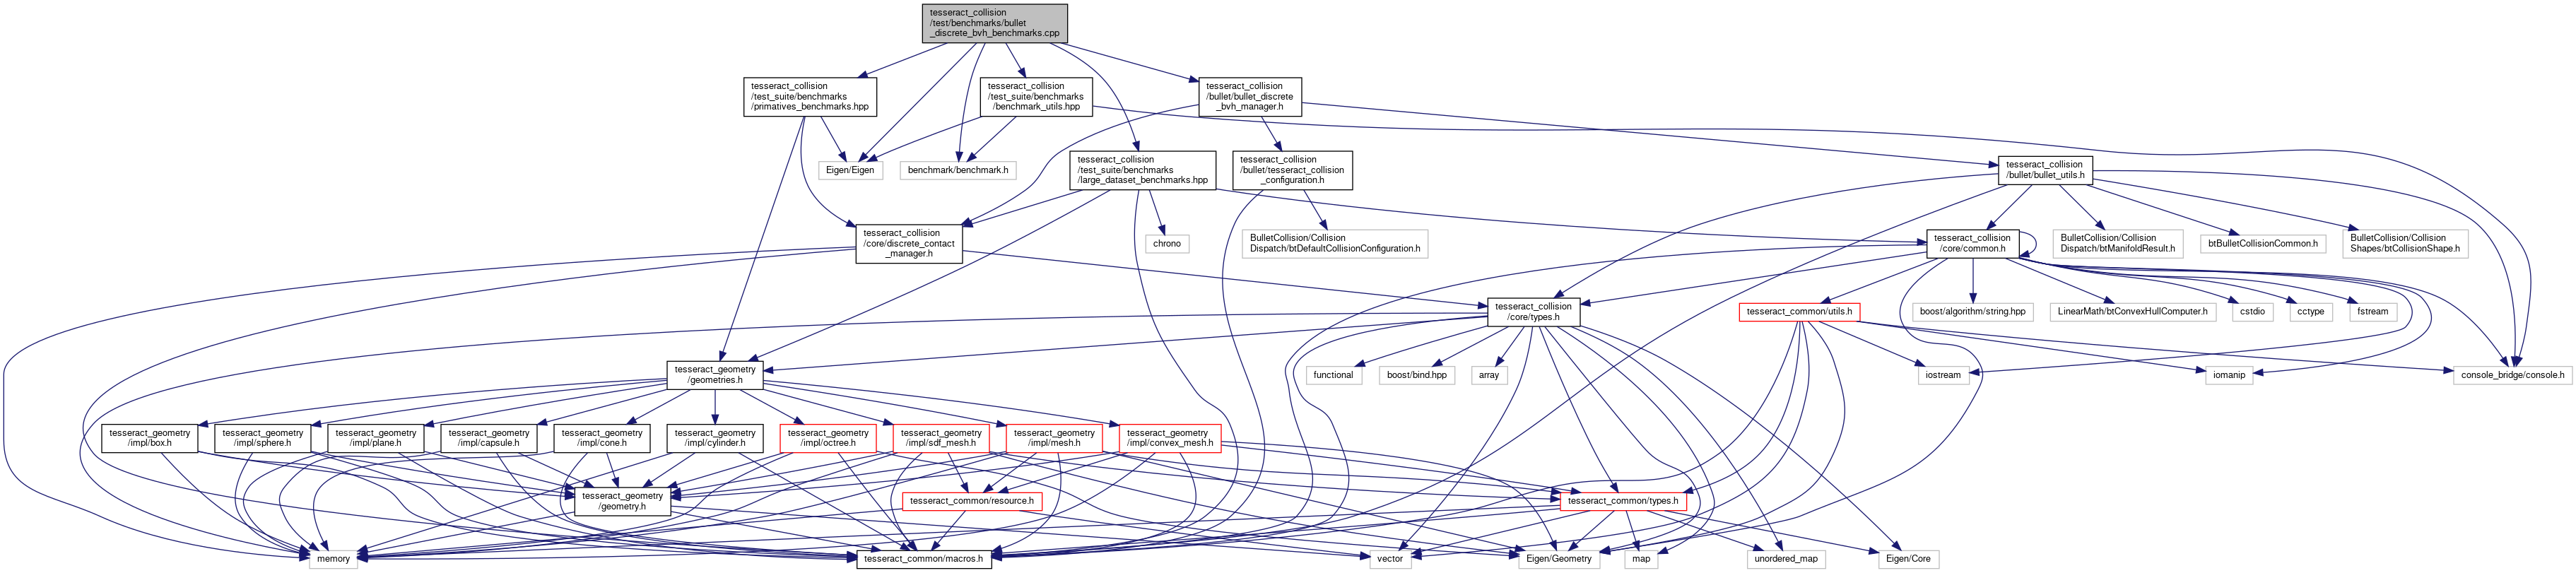 tesseract_collision
/test/benchmarks/bullet
_discrete_bvh_benchmarks.cpp
tesseract_collision
/test_suite/benchmarks
/primatives_benchmarks.hpp
tesseract_collision
/test_suite/benchmarks
/benchmark_utils.hpp
tesseract_collision
/bullet/bullet_discrete
_bvh_manager.h
Eigen/Eigen
benchmark/benchmark.h
tesseract_collision
/test_suite/benchmarks
/large_dataset_benchmarks.hpp
tesseract_collision
/bullet/tesseract_collision
_configuration.h
tesseract_collision
/bullet/bullet_utils.h
tesseract_collision
/core/discrete_contact
_manager.h
chrono
BulletCollision/Collision
Dispatch/btDefaultCollisionConfiguration.h
tesseract_collision
/core/common.h
BulletCollision/Collision
Dispatch/btManifoldResult.h
btBulletCollisionCommon.h
BulletCollision/Collision
Shapes/btCollisionShape.h
tesseract_collision
/core/types.h
tesseract_common/utils.h
boost/algorithm/string.hpp
LinearMath/btConvexHullComputer.h
cstdio
cctype
fstream
tesseract_geometry
/geometries.h
functional
boost/bind.hpp
array
iostream
iomanip
console_bridge/console.h
tesseract_geometry
/impl/box.h
tesseract_geometry
/impl/sphere.h
tesseract_geometry
/impl/plane.h
tesseract_geometry
/impl/capsule.h
tesseract_geometry
/impl/cone.h
tesseract_geometry
/impl/cylinder.h
tesseract_geometry
/impl/octree.h
tesseract_geometry
/impl/sdf_mesh.h
tesseract_geometry
/impl/mesh.h
tesseract_geometry
/impl/convex_mesh.h
tesseract_geometry
/geometry.h
tesseract_common/resource.h
tesseract_common/types.h
memory
tesseract_common/macros.h
vector
Eigen/Geometry
map
unordered_map
Eigen/Core